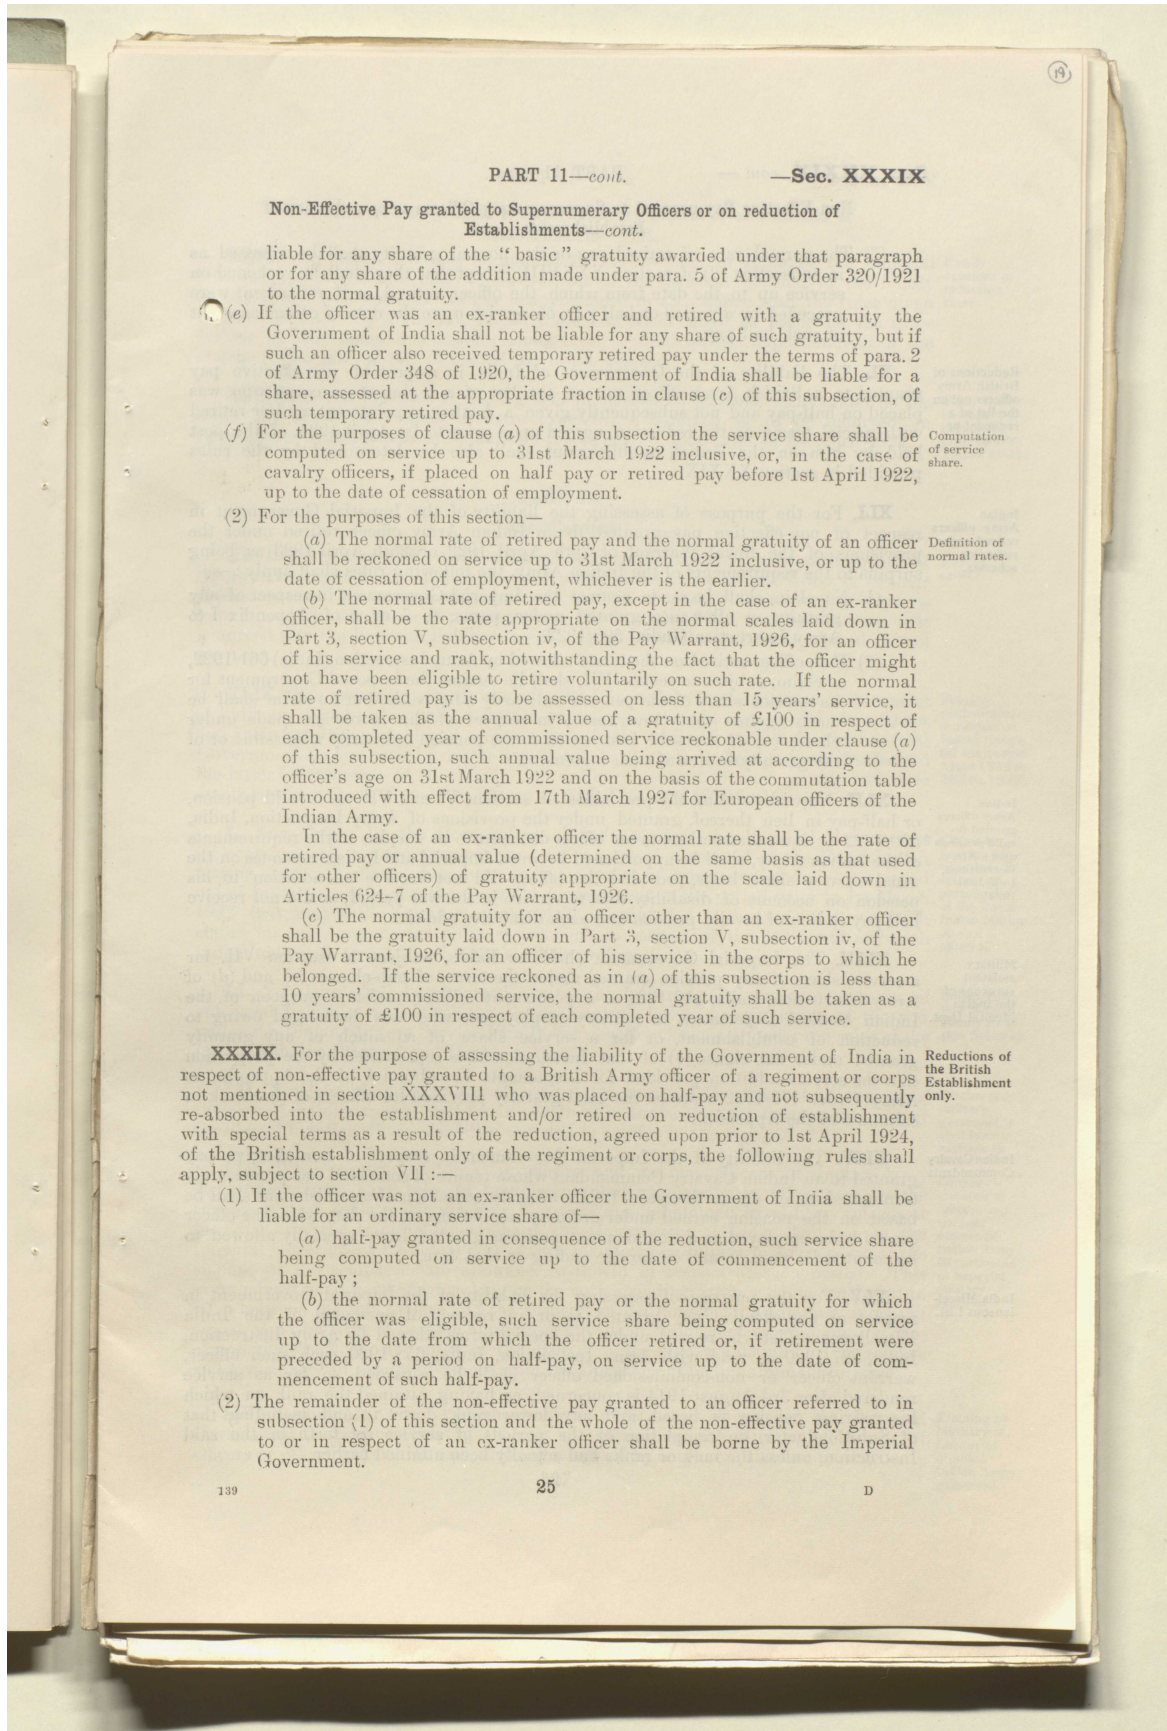 19
PART 11—cont. —Sec. XXXIX
Non-Effective Pay granted to Supernumerary Officers or on reduction of
Establishments—cont.
liable for any share of the “ basic ” gratuity awarded under that paragraph
or for any share of the addition made under para. 5 of Army Order 320/1921
to the normal gratuity.
(e) If the officer was an ex-ranker officer and retired with a gratuity the
Government of India shall not be liable for any share of such gratuity, but if
such an officer also received temporary retired pay under the terms of para. 2
of Army Order 348 of 1920, the Government of India shall be liable for a
share, assessed at the appropriate fraction in clause (c) of this subsection, of
such temporary retired pay.
(f) For the purposes of clause (a) of this subsection the service share shall be
computed on service up to 31st March 1922 inclusive, or, in the case of
cavalry officers, if placed on half pay or retired pay before 1st April 1922,
up to the date of cessation of employment.
Computation
of service
share.
(2) For the purposes of this section—
(a) The normal rate of retired pay and the normal gratuity of an officer
shall be reckoned on service up to 31st March 1922 inclusive, or up to the
date of cessation of employment, whichever is the earlier.
Definition of
normal rates.
(b) The normal rate of retired pay, except in the case of an ex-ranker
officer, shall be the rate appropriate on the normal scales laid down in
Part 3, section V, subsection iv, of the Pay Warrant, 1926, for an officer
of his service and rank, notwithstanding the fact that the officer might
not have been eligible to retire voluntarily on such rate. If the normal
rate of retired pay is to be assessed on less than 15 years’ service, it
shall be taken as the annual value of a gratuity of £100 in respect of
each completed year of commissioned service reckonable under clause (a)
of this subsection, such annual value being arrived at according to the
officer’s age on 31st March 1922 and on the basis of the commutation table
introduced with effect from 17th March 1927 for European officers of the
Indian Army.
In the case of an ex-ranker officer the normal rate shall be the rate of
retired pay or annual value (determined on the same basis as that used
for other officers) of gratuity appropriate on the scale laid down in
Articles 624–7 of the Pay Warrant, 1926.
(c) The normal gratuity for an officer other than an ex-ranker officer
shall be the gratuity laid down in Part 3, section V, subsection iv, of the
Pay Warrant, 1926, for an officer of his service in the corps to which he
belonged. If the service reckoned as in (a) of this subsection is less than
10 years’ commissioned service, the normal gratuity shall be taken as a
gratuity of £100 in respect of each completed year of such service.
XXXIX. For the purpose of assessing the liability of the Government of India in
respect of non-effective pay granted to a British Army officer of a regiment or corps
not mentioned in section XXXVIII who was placed on half-pay and not subsequently
re-absorbed into the establishment and/or retired on reduction of establishment
with special terms as a result of the reduction, agreed upon prior to 1st April 1924,
of the British establishment only of the regiment or corps, the following rules shall
apply, subject to section VII :—
Reductions of
the British
Establishment
only.
(1) If the officer was not an ex-ranker officer the Government of India shall be
liable for an ordinary service share of—
(a) half-pay granted in consequence of the reduction, such service share
being computed on service up to the date of commencement of the
half-pay ;
(b) the normal rate of retired pay or the normal gratuity for which
the officer was eligible, such service share being computed on service
up to the date from which the officer retired or, if retirement were
preceded by a period on half-pay, on service up to the date of com-
mencement of such half-pay.
(2) The remainder of the non-effective pay granted to an officer referred to in
subsection (1) of this section and the whole of the non-effective pay granted
to or in respect of an ex-ranker officer shall be borne by the Imperial
Government.
139 25 D